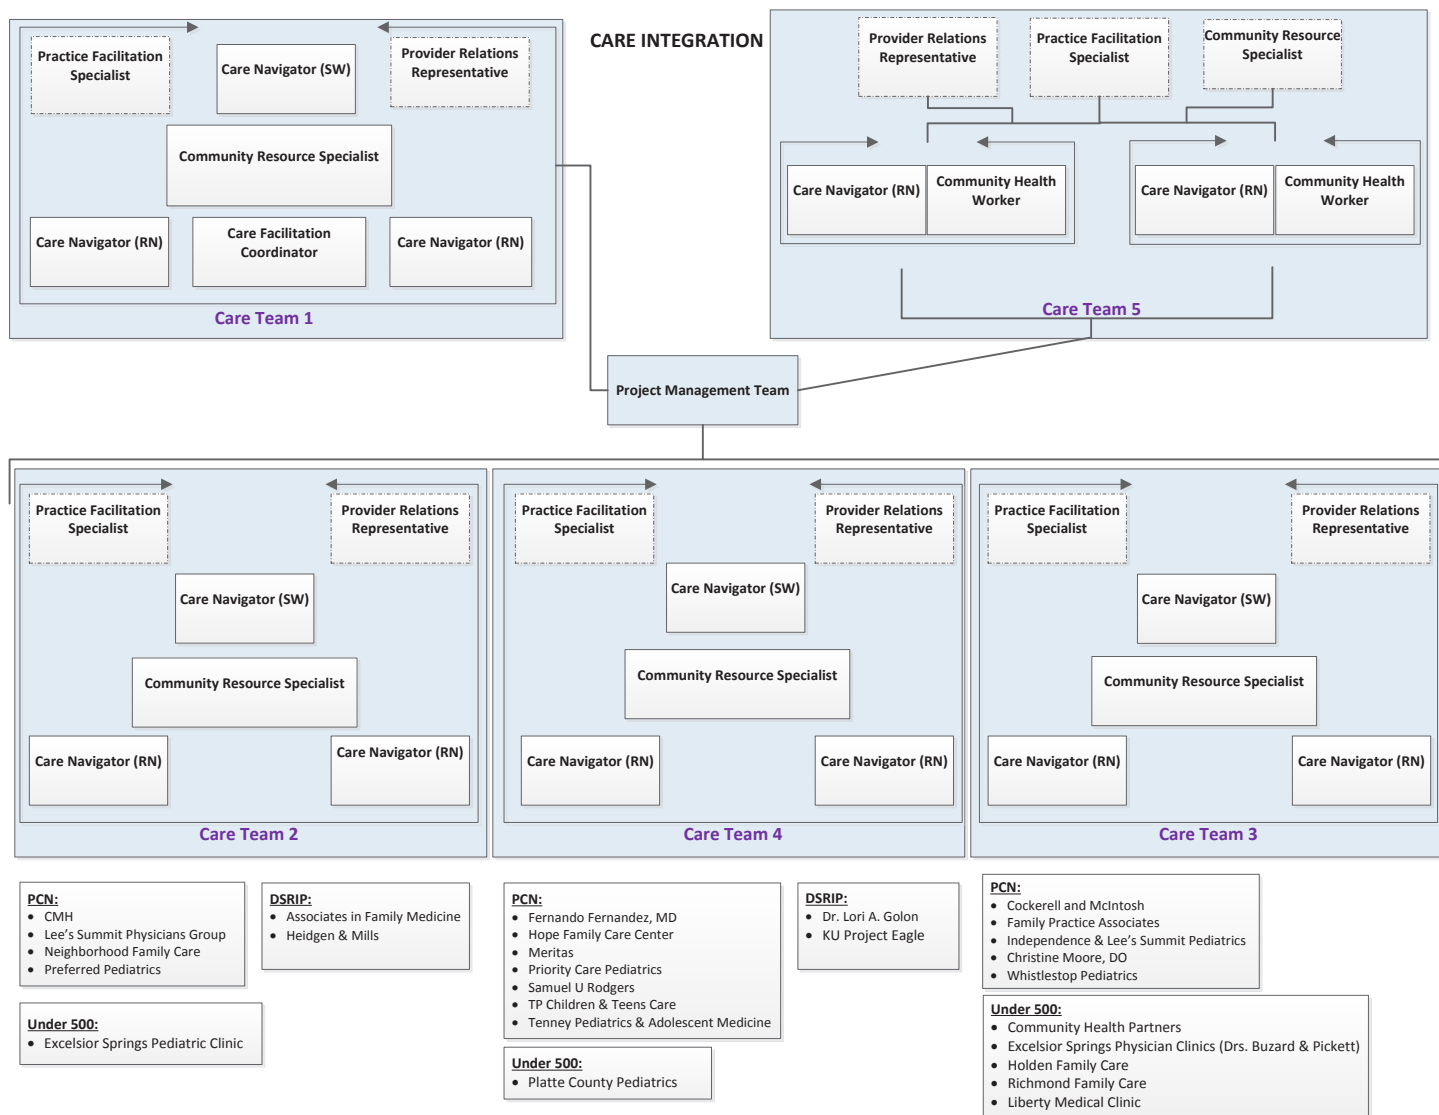 CARE INTEGRATION
Practice Facilitation
Specialist
Care Navigator (SW)
Provider Relations
Representative
Community Resource Specialist
Care Navigator (RN)
Care Facilitation
Coordinator
Care Navigator (RN)
Care Team 1
Provider Relations
Representative
Practice Facilitation
Specialist
Community Resource
Specialist
Care Navigator (RN)
Community Health
Worker
Care Navigator (RN)
Community Health
Worker
Care Team 5
Project Management Team
Practice Facilitation
Specialist
Provider Relations
Representative
Care Navigator (SW)
Community Resource Specialist
Care Navigator (RN)
Care Navigator (RN)
Care Team 2
Practice Facilitation
Specialist
Provider Relations
Representative
Care Navigator (SW)
Community Resource Specialist
Care Navigator (RN)
Care Navigator (RN)
Care Team 4
Practice Facilitation
Specialist
Provider Relations
Representative
Care Navigator (SW)
Community Resource Specialist
Care Navigator (RN)
Care Navigator (RN)
Care Team 3
PCN:
• CMH
• Lee's Summit Physicians Group
• Neighborhood Family Care
• Preferred Pediatrics
DSRIP:
• Associates in Family Medicine
• Heidgen & Mills
Under 500:
• Excelsior Springs Pediatric Clinic
PCN:
• Fernando Fernandez, MD
• Hope Family Care Center
• Meritas
• Priority Care Pediatrics
• Samuel U Rodgers
• TP Children & Teens Care
• Tenney Pediatrics & Adolescent Medicine
DSRIP:
• Dr. Lori A. Golon
• KU Project Eagle
Under 500:
• Platte County Pediatrics
PCN:
• Cockerell and McIntosh
• Family Practice Associates
• Independence & Lee's Summit Pediatrics
• Christine Moore, DO
• Whistlestop Pediatrics
Under 500:
• Community Health Partners
• Excelsior Springs Physician Clinics (Drs. Buzard & Pickett)
• Holden Family Care
• Richmond Family Care
• Liberty Medical Clinic